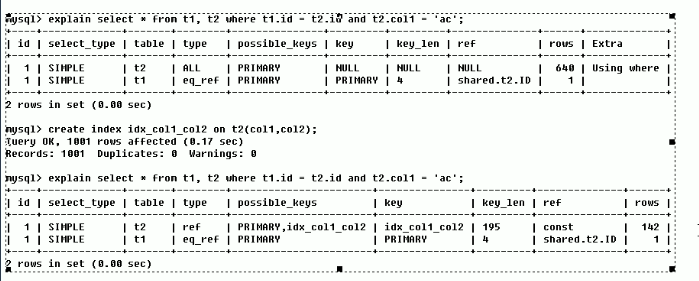 mysql> explain select * from t1, t2 where t1.id = t2.id and t2.col1 = 'ac';
| id | select_type | table | type | possible_keys | key | key_len | ref | rows | Extra |
| 1 | SIMPLE | t2 | ALL | PRIMARY | NULL | NULL | NULL | 640 | Using where |
| 1 | SIMPLE | t1 | eq_ref | PRIMARY | PRIMARY | 4 | shared.t2.ID | 1 | |
2 rows in set (0.00 sec)
mysql> create index idx_col1_col2 on t2(col1,col2);
Query OK, 1001 rows affected (0.17 sec)
Records: 1001 Duplicates: 0 Warnings: 0
mysql> explain select * from t1, t2 where t1.id = t2.id and t2.col1 = 'ac';
| id | select_type | table | type | possible_keys | key | key_len | ref | rows |
| 1 | SIMPLE | t2 | ref | PRIMARY,idx_col1_col2 | idx_col1_col2 | 195 | const | 142 |
| 1 | SIMPLE | t1 | eq_ref | PRIMARY | PRIMARY | 4 | shared.t2.ID | 1 |
2 rows in set (0.00 sec)